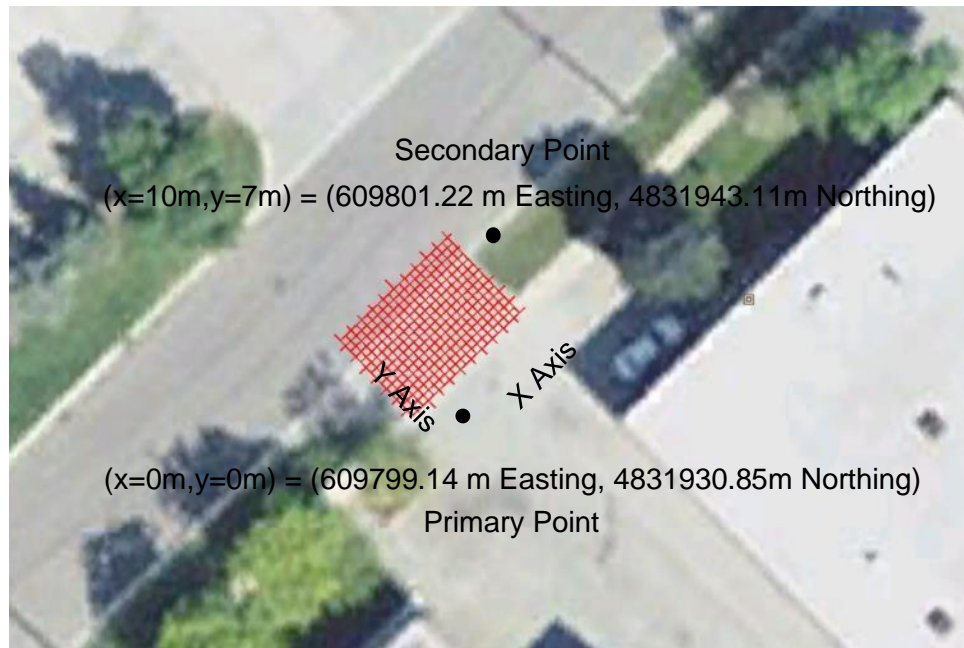 Secondary Point
(x=10m,y=7m) = (609801.22 m Easting, 4831943.11m Northing)
Y Axis
X Axis
(x=0m,y=0m) = (609799.14 m Easting, 4831930.85m Northing)
Primary Point